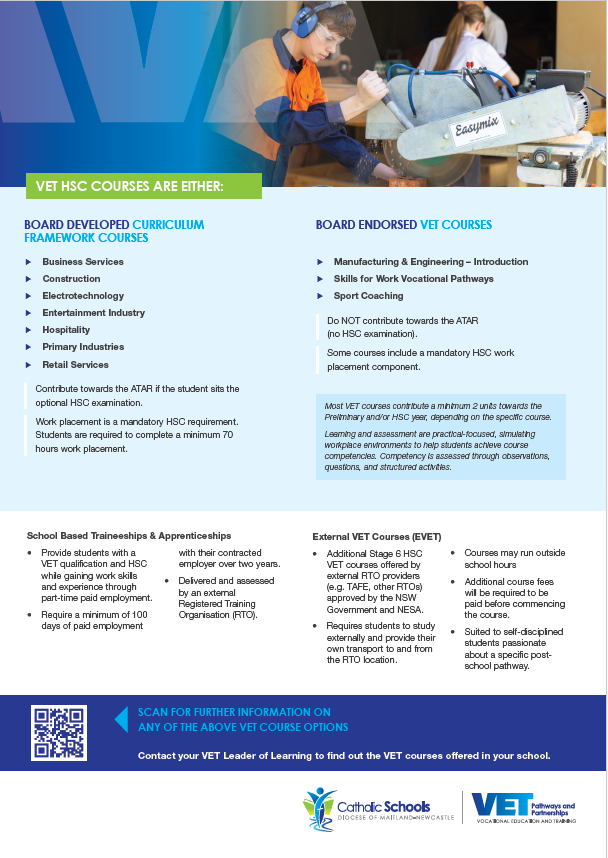 Easymix
VET HSC COURSES ARE EITHER:
BOARD DEVELOPED CURRICULUM
FRAMEWORK COURSES
Business Services
Construction
Electrotechnology
Entertainment Industry
Hospitality
Primary Industries
Retail Services
Contribute towards the ATAR if the student sits the
optional HSC examination.
Work placement is a mandatory HSC requirement.
Students are required to complete a minimum 70
hours work placement.
BOARD ENDORSED VET COURSES
Manufacturing & Engineering – Introduction
Skills for Work Vocational Pathways
Sport Coaching
Do NOT contribute towards the ATAR
(no HSC examination).
Some courses include a mandatory HSC work
placement component.
Most VET courses contribute a minimum 2 units towards the
Preliminary and/or HSC year, depending on the specific course.
Learning and assessment are practical-focused, simulating
workplace environments to help students achieve course
competencies. Competency is assessed through observations,
questions, and structured activities.
School Based Traineeships & Apprenticeships
• Provide students with a
VET qualification and HSC
while gaining work skills
and experience through
part-time paid employment.
• Require a minimum of 100
days of paid employment
with their contracted
employer over two years.
• Delivered and assessed
by an external
Registered Training
Organisation (RTO).
External VET Courses (EVET)
• Additional Stage 6 HSC
VET courses offered by
external RTO providers
(e.g. TAFE, other RTOs)
approved by the NSW
Government and NESA.
• Requires students to study
externally and provide their
own transport to and from
the RTO location.
• Courses may run outside
school hours
• Additional course fees
will be required to be
paid before commencing
the course.
• Suited to self-disciplined
students passionate
about a specific post-
school pathway.
SCAN FOR FURTHER INFORMATION ON
ANY OF THE ABOVE VET COURSE OPTIONS
Contact your VET Leader of Learning to find out the VET courses offered in your school.
Catholic Schools
DIOCESE OF MAITLAND-NEWCASTLE
VET Pathways and
Partnerships
VOCATIONAL EDUCATION AND TRAINING